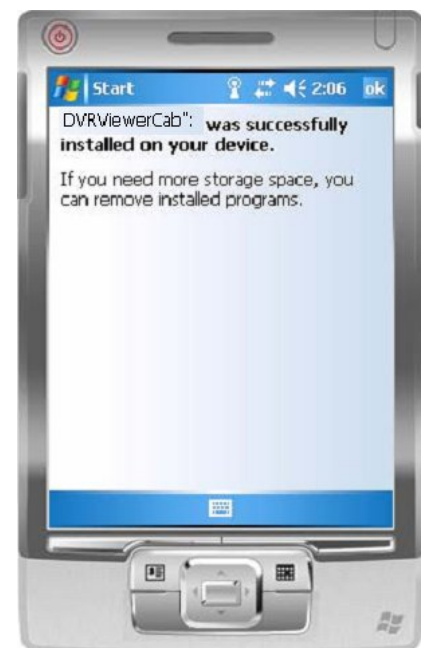 Start 2:06 ok
DVRViewerCab": was successfully
installed on your device.
If you need more storage space, you
can remove installed programs.